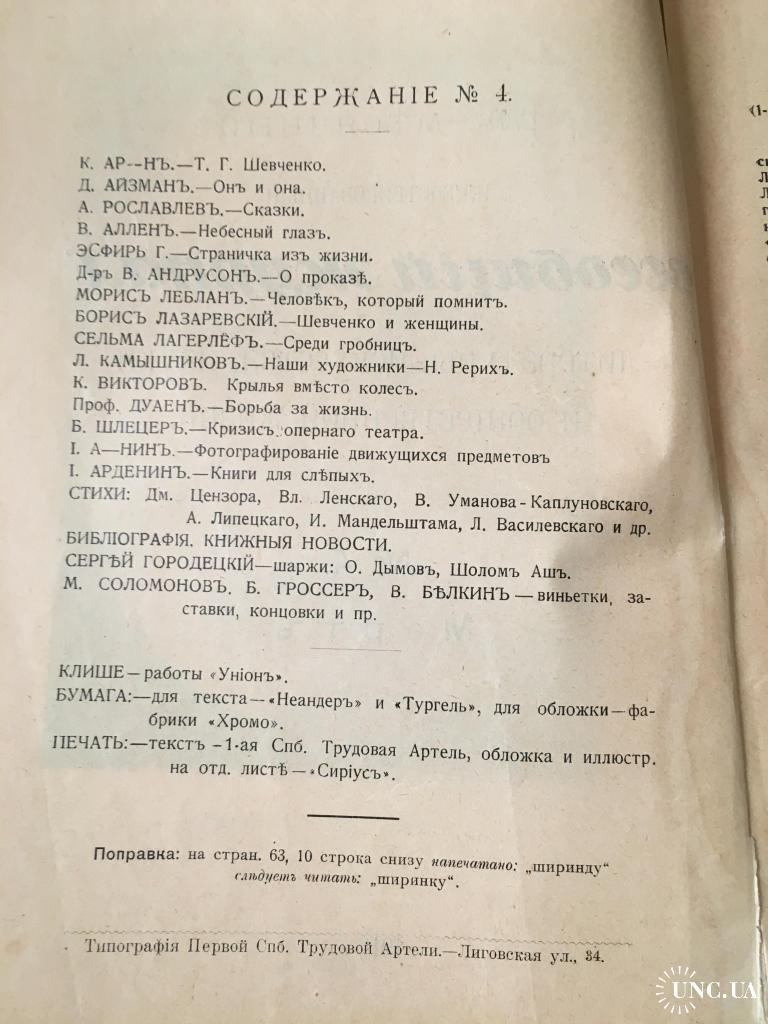 СОДЕРЖАНІЕ № 4.
К. АР--НЪ.—Т. Г. Шевченко.
Д. АЙЗМАНЪ.—Онъ и она.
А. РОСЛАВЛЕВЪ.—Сказки.
В. АЛЛЕНЪ.—Небесный глазъ.
ЭСФИРЬ Г.—Страничка изъ жизни.
Д-ръ В. АНДРУСОНЪ.—О проказѣ.
МОРИСЪ ЛЕБЛАНЪ.—Человѣкъ, который помнитъ.
БОРИСЪ ЛАЗАРЕВСКІЙ.—Шевченко и женщины.
СЕЛЬМА ЛАГЕРЛЁФЪ.—Среди гробницъ.
Л. КАМЫШНИКОВЪ.—Наши художники—Н. Рерихъ.
К. ВИКТОРОВЪ. Крылья вмѣсто колесъ.
Проф. ДУАЕНЪ.—Борьба за жизнь.
Б. ШЛЕЦЕРЪ.—Кризисъ опернаго театра.
І. А—НИНЪ.—Фотографированіе движущихся предметовъ
І. АРДЕНИНЪ.—Книги для слѣпыхъ.
СТИХИ: Дм. Цензора, Вл. Ленскаго, В. Уманова-Каплуновскаго,
А. Липецкаго, И. Мандельштама, Л. Василевскаго и др.
БИБЛІОГРАФІЯ. КНИЖНЫЯ НОВОСТИ.
СЕРГѢЙ ГОРОДЕЦКІЙ—шаржи: О. Дымовъ, Шоломъ Ашъ.
М. СОЛОМОНОВЪ. Б. ГРОССЕРЪ, В. БѢЛКИНЪ—виньетки, за-
ставки, концовки и пр.
КЛИШЕ—работы «Уніонъ».
БУМАГА:—для текста—«Неандеръ» и «Тургель», для обложки—фа-
брики «Хромо».
ПЕЧАТЬ:—текстъ—1-ая Спб. Трудовая Артель, обложка и иллюстр.
на отд. листѣ—«Сиріусъ».
Поправка: на стран. 63, 10 строка снизу напечатано: „ширинду“
слѣдуетъ читать: „ширинку“.
Типографія Первой Спб. Трудовой Артели.—Лиговская ул., 34.
(1-
UNC.UA